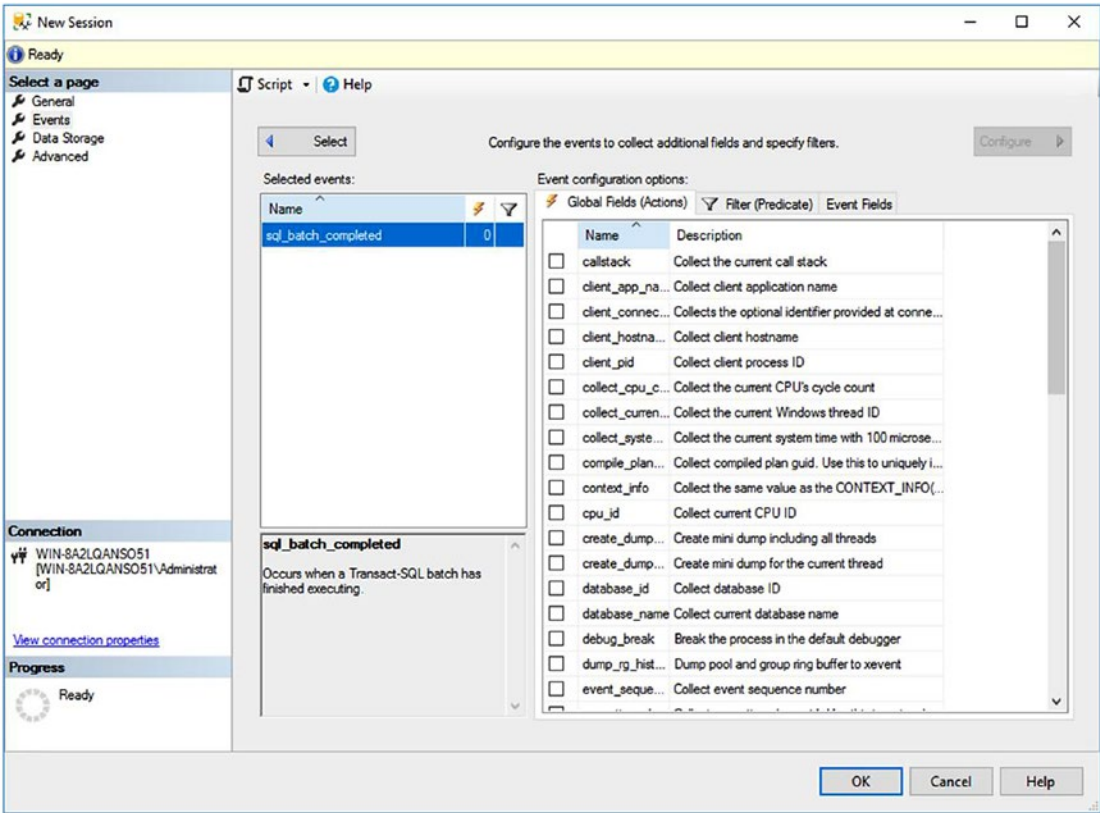 New Session
Ready
Select a page
General
Events
Data Storage
Advanced
Script Help
Select
Configure the events to collect additional fields and specify filters.
Configure
Selected events:
Name
sql_batch_completed 0
sql_batch_completed
Occurs when a Transact-SQL batch has
finished executing.
Event configuration options:
Global Fields (Actions) Filter (Predicate) Event Fields
Name Description
callstack Collect the current call stack
client_app_na... Collect client application name
client_connec... Collects the optional identifier provided at conne...
client_hostna... Collect client hostname
client_pid Collect client process ID
collect_cpu_c... Collect the current CPU's cycle count
collect_curren... Collect the current Windows thread ID
collect_syste... Collect the current system time with 100 microse...
compile_plan... Collect compiled plan guid. Use this to uniquely i...
context_info Collect the same value as the CONTEXT_INFO(...
cpu_id Collect current CPU ID
create_dump... Create mini dump including all threads
create_dump... Create mini dump for the current thread
database_id Collect database ID
database_name Collect current database name
debug_break Break the process in the default debugger
dump_rg_hist... Dump pool and group ring buffer to xevent
event_seque... Collect event sequence number
Connection
WIN-8A2LQANSO51
[WIN-8A2LQANSO51\Administrat
or]
View connection properties
Progress
Ready
OK Cancel Help